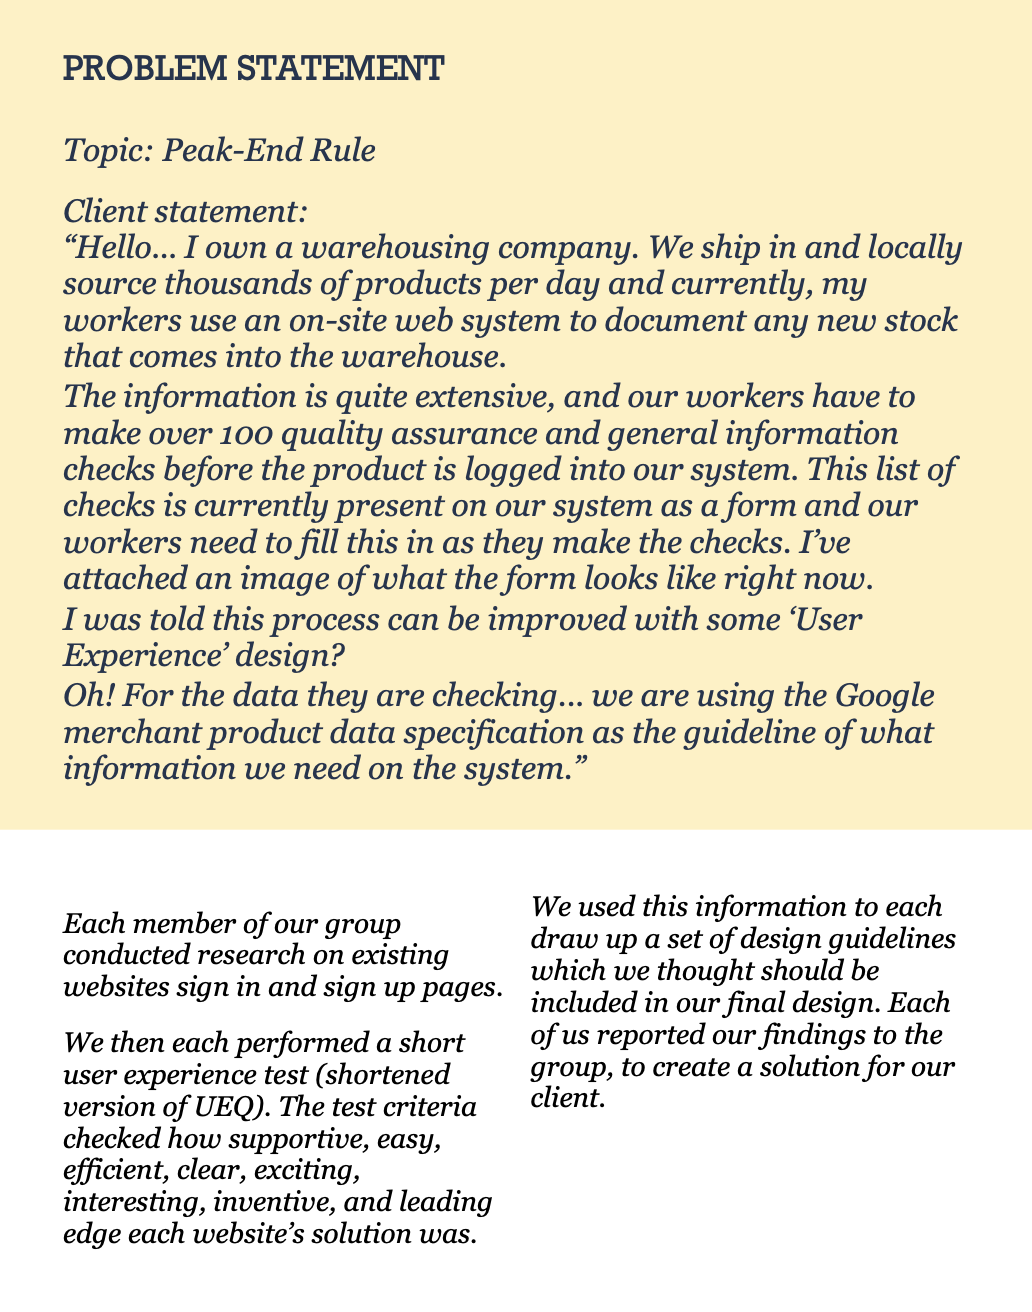 PROBLEM STATEMENT
Topic: Peak-End Rule
Client statement:
“Hello... I own a warehousing company. We ship in and locally
source thousands of products per day and currently, my
workers use an on-site web system to document any new stock
that comes into the warehouse.
The information is quite extensive, and our workers have to
make over 100 quality assurance and general information
checks before the product is logged into our system. This list of
checks is currently present on our system as a form and our
workers need to fill this in as they make the checks. I’ve
attached an image of what the form looks like right now.
I was told this process can be improved with some ‘User
Experience’ design?
Oh! For the data they are checking... we are using the Google
merchant product data specification as the guideline of what
information we need on the system.”
Each member of our group
conducted research on existing
websites sign in and sign up pages.
We then each performed a short
user experience test (shortened
version of UEQ). The test criteria
checked how supportive, easy,
efficient, clear, exciting,
interesting, inventive, and leading
edge each website’s solution was.
We used this information to each
draw up a set of design guidelines
which we thought should be
included in our final design. Each
of us reported our findings to the
group, to create a solution for our
client.